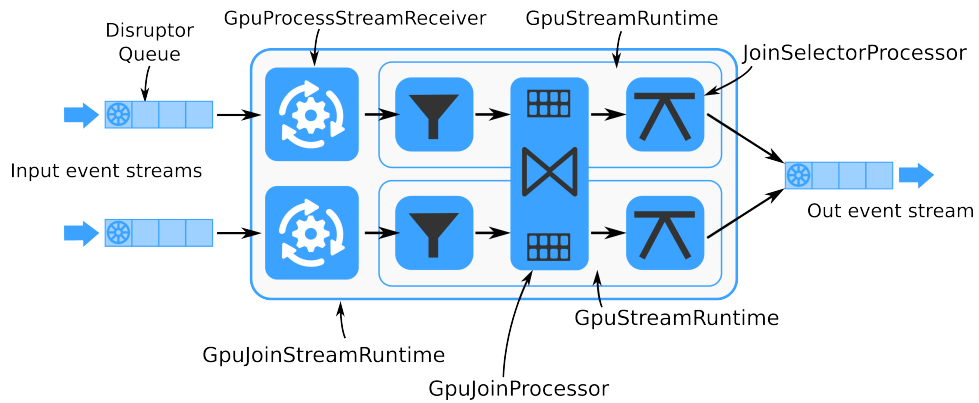 GpuProcessStreamReceiver
GpuStreamRuntime
Disruptor
Queue
JoinSelectorProcessor
Input event streams
Out event stream
GpuStreamRuntime
GpuJoinStreamRuntime
GpuJoinProcessor